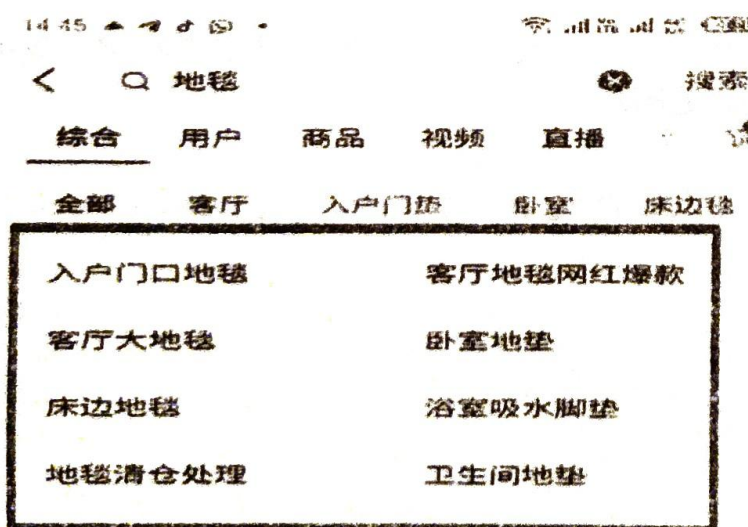 14:45
地毯 搜索
综合 用户 商品 视频 直播
全部 客厅 入户门垫 卧室 床边毯
入户门口地毯 客厅地毯网红爆款
客厅大地毯 卧室地垫
床边地毯 浴室吸水脚垫
地毯清仓处理 卫生间地垫